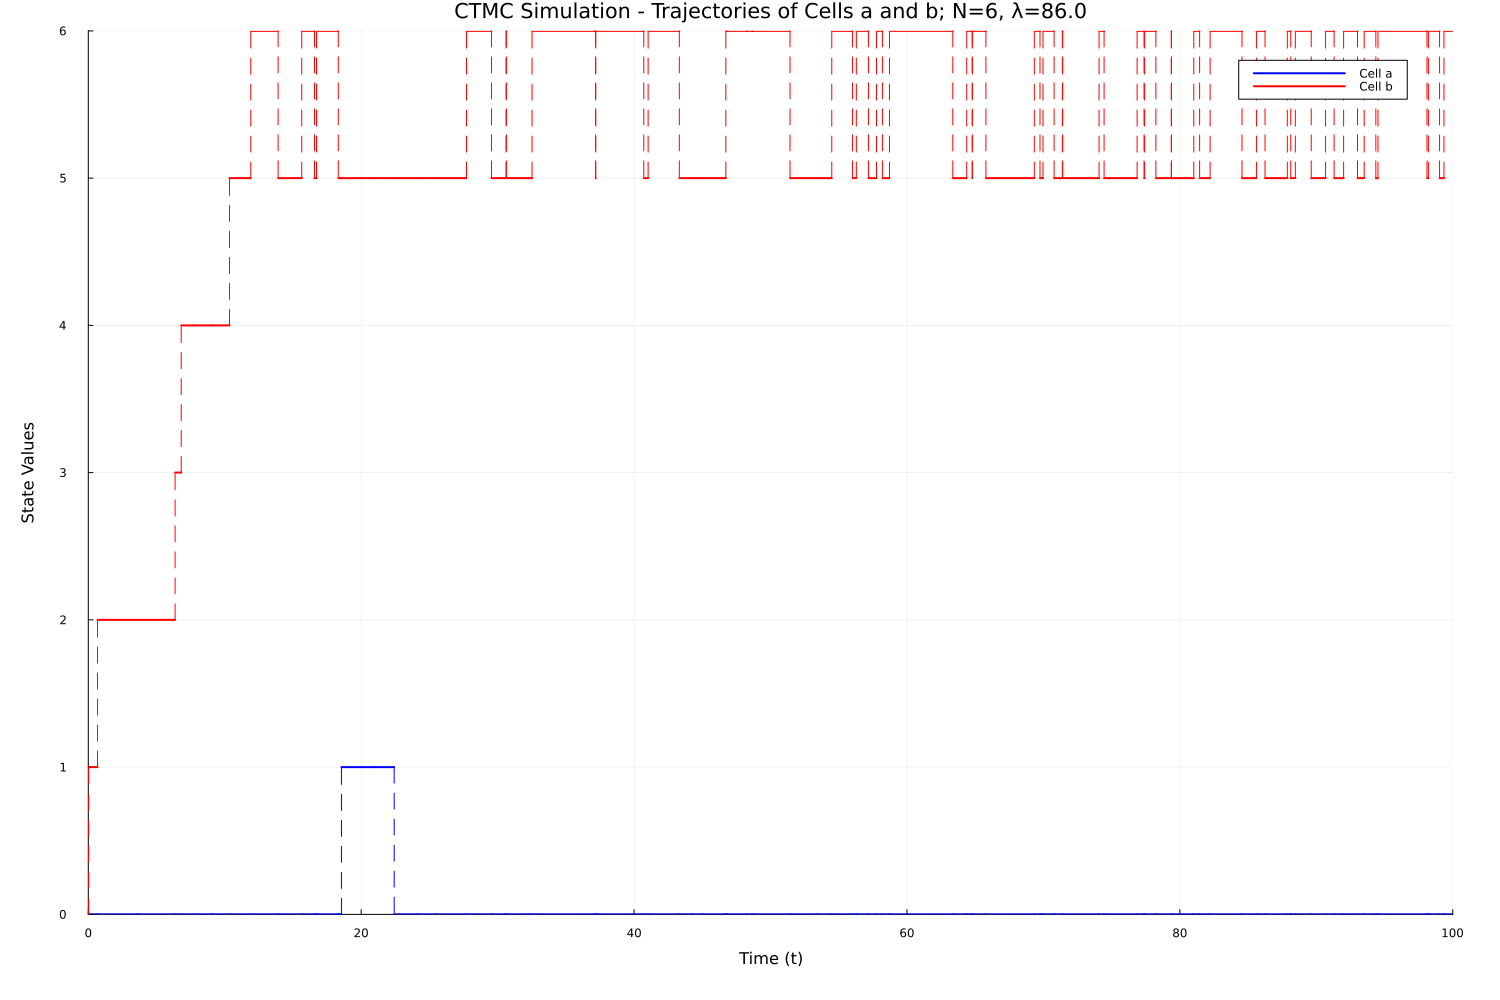 CTMC Simulation - Trajectories of Cells a and b; N=6, λ=86.0
6
Cell a
Cell b
5
4
State Values
3
2
1
0
0 20 40 60 80 100
Time (t)